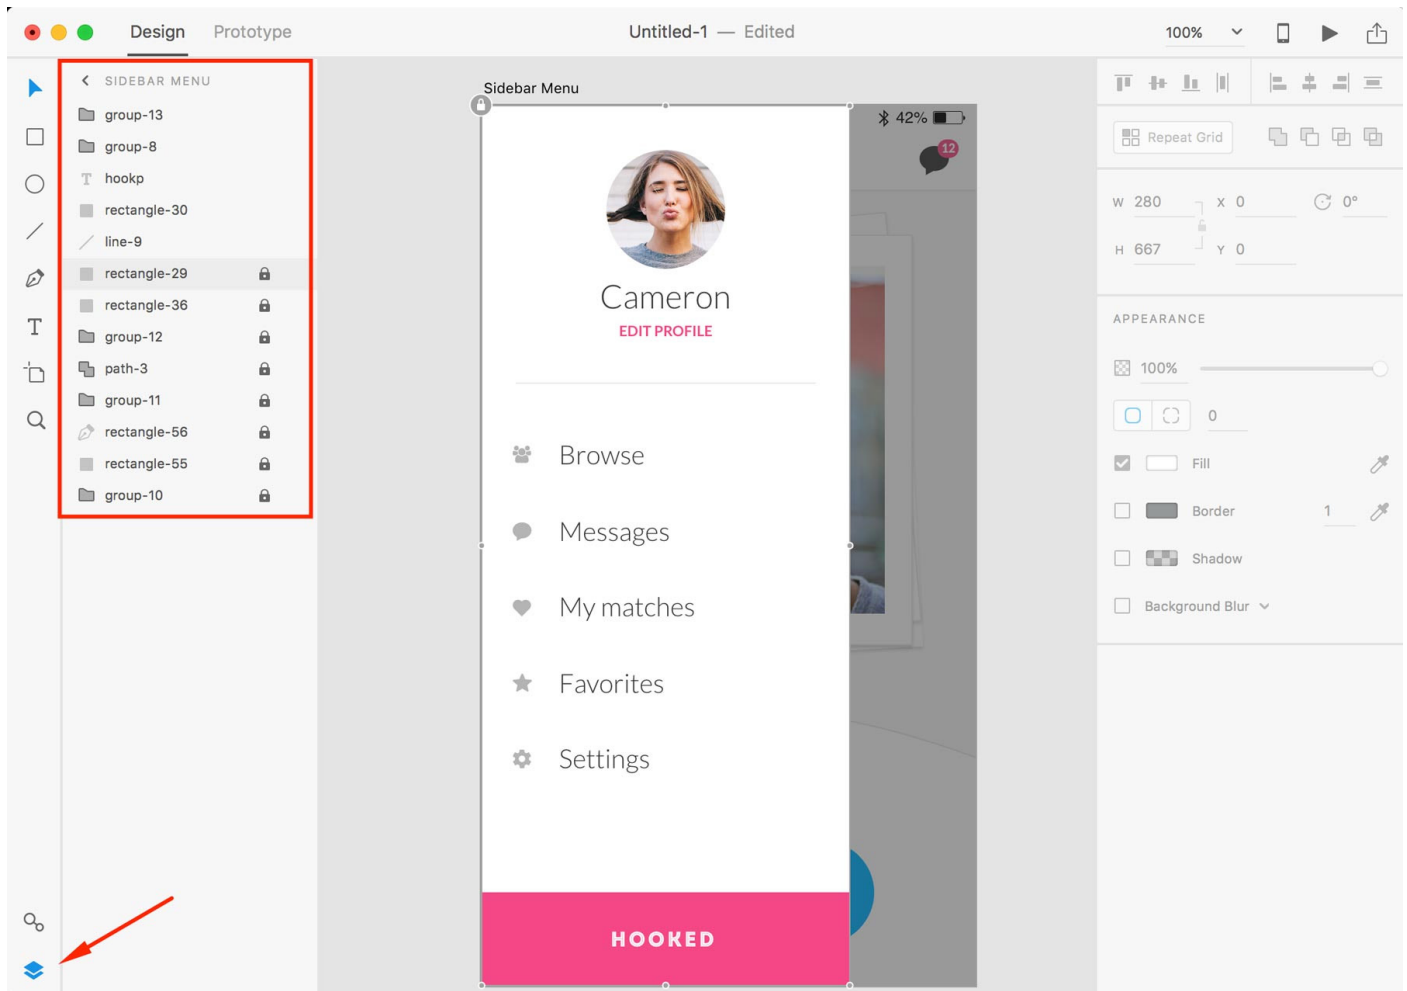 Design Prototype Untitled-1 — Edited 100%
SIDEBAR MENU
group-13
group-8
T hookp
rectangle-30
line-9
rectangle-29
rectangle-36
group-12
path-3
group-11
rectangle-56
rectangle-55
group-10
T
Sidebar Menu
42%
12
Cameron
EDIT PROFILE
Browse
Messages
My matches
Favorites
Settings
HOOKED
Repeat Grid
W 280 X 0 0°
H 667 Y 0
APPEARANCE
100%
0
Fill
Border 1
Shadow
Background Blur